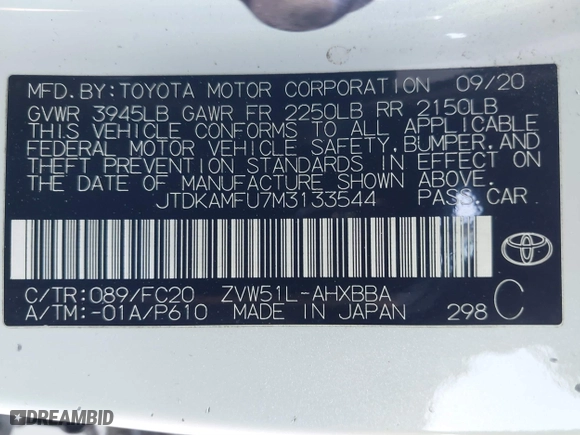 MFD.BY:TOYOTA MOTOR CORPORATION 09/20
GVWR 3945LB GAWR FR 2250LB RR 2150LB
THIS VEHICLE CONFORMS TO ALL APPLICABLE
FEDERAL MOTOR VEHICLE SAFETY,BUMPER,AND
THEFT PREVENTION STANDARDS IN EFFECT ON
THE DATE OF MANUFACTURE SHOWN ABOVE.
JTDKAMFU7M3133544 PASS.CAR
C/TR:089/FC20 ZVW51L-AHXBBA
A/TM:-01A/P610 MADE IN JAPAN 298 C
DREAMBID